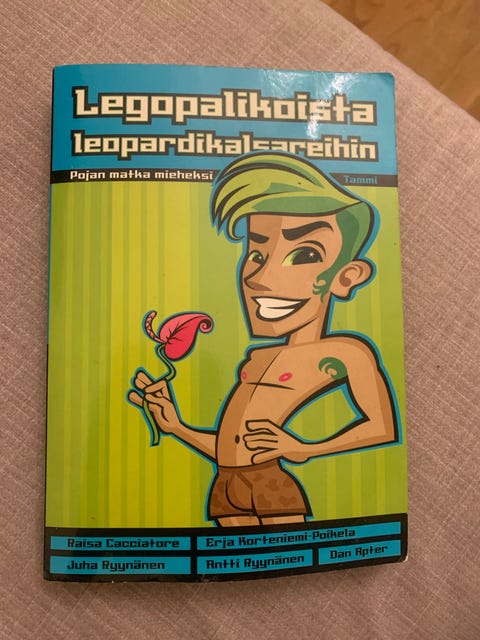 Legopalikoista
leopardikalsareihin
Pojan matka mieheksi Tammi
Raisa Cacciatore Erja Korteniemi-Poikela
Juha Ryynänen Antti Ryynänen Dan Apter